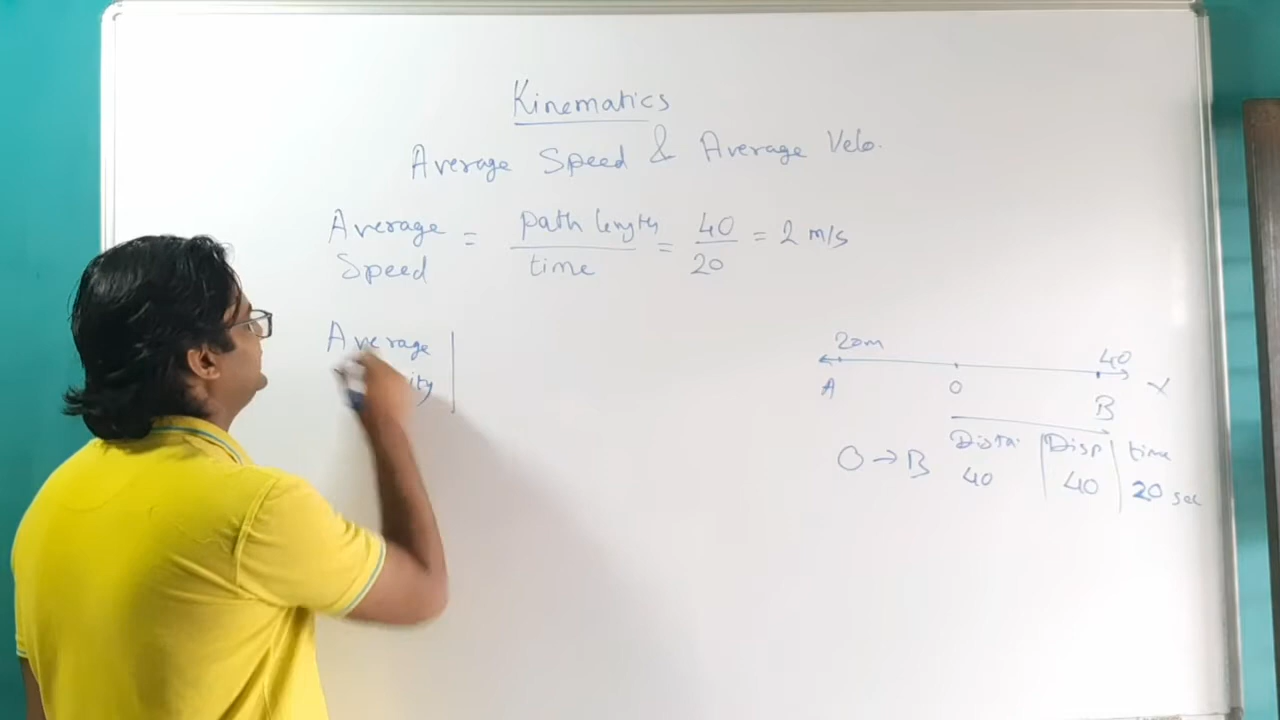 Kinematics
Average Speed & Average Velo.
Average Speed = path length / time = 40 / 20 = 2 m/s
Average
20m 40
A O B
Dista. | Disp | time
O → B 40 | 40 | 20 sec